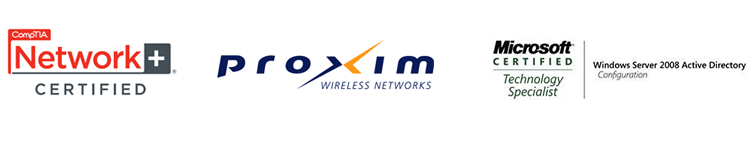 CompTIA
Network+
CERTIFIED
proxim
WIRELESS NETWORKS
Microsoft
CERTIFIED
Technology
Specialist
Windows Server 2008 Active Directory
Configuration